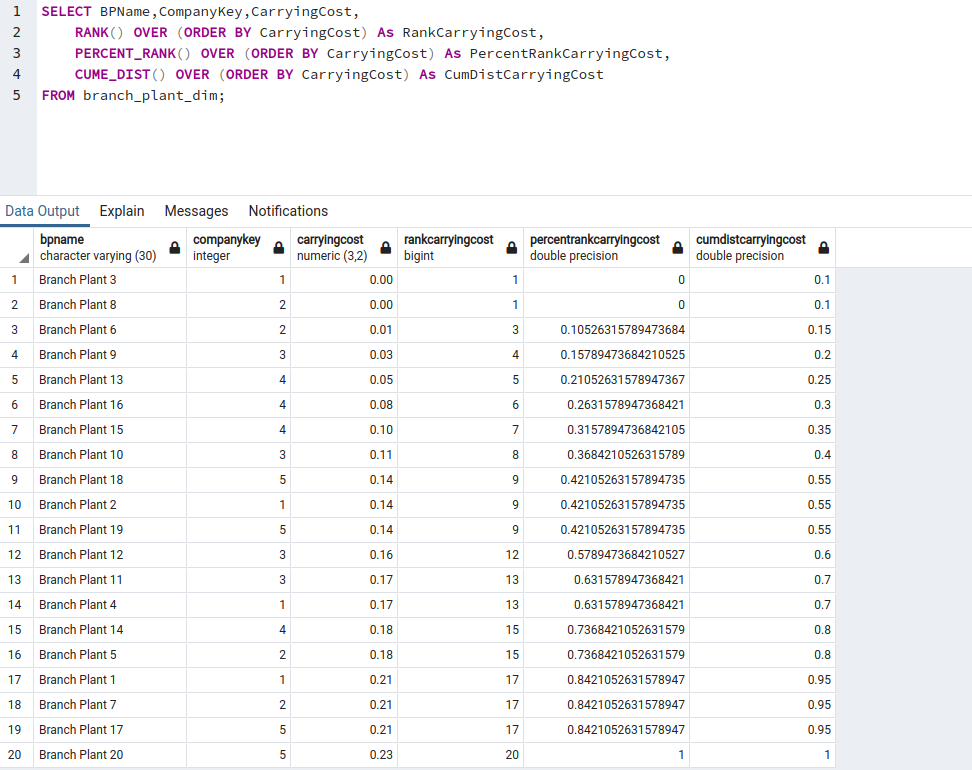 1 SELECT BPName,CompanyKey,CarryingCost,
2 RANK() OVER (ORDER BY CarryingCost) As RankCarryingCost,
3 PERCENT_RANK() OVER (ORDER BY CarryingCost) As PercentRankCarryingCost,
4 CUME_DIST() OVER (ORDER BY CarryingCost) As CumDistCarryingCost
5 FROM branch_plant_dim;
Data Output Explain Messages Notifications
bpname companykey carryingcost rankcarryingcost percentrankcarryingcost cumdistcarryingcost
character varying (30) integer numeric (3,2) bigint double precision double precision
1 Branch Plant 3 1 0.00 1 0 0.1
2 Branch Plant 8 2 0.00 1 0 0.1
3 Branch Plant 6 2 0.01 3 0.10526315789473684 0.15
4 Branch Plant 9 3 0.03 4 0.15789473684210525 0.2
5 Branch Plant 13 4 0.05 5 0.21052631578947367 0.25
6 Branch Plant 16 4 0.08 6 0.2631578947368421 0.3
7 Branch Plant 15 4 0.10 7 0.3157894736842105 0.35
8 Branch Plant 10 3 0.11 8 0.3684210526315789 0.4
9 Branch Plant 18 5 0.14 9 0.42105263157894735 0.55
10 Branch Plant 2 1 0.14 9 0.42105263157894735 0.55
11 Branch Plant 19 5 0.14 9 0.42105263157894735 0.55
12 Branch Plant 12 3 0.16 12 0.5789473684210527 0.6
13 Branch Plant 11 3 0.17 13 0.631578947368421 0.7
14 Branch Plant 4 1 0.17 13 0.631578947368421 0.7
15 Branch Plant 14 4 0.18 15 0.7368421052631579 0.8
16 Branch Plant 5 2 0.18 15 0.7368421052631579 0.8
17 Branch Plant 1 1 0.21 17 0.8421052631578947 0.95
18 Branch Plant 7 2 0.21 17 0.8421052631578947 0.95
19 Branch Plant 17 5 0.21 17 0.8421052631578947 0.95
20 Branch Plant 20 5 0.23 20 1 1